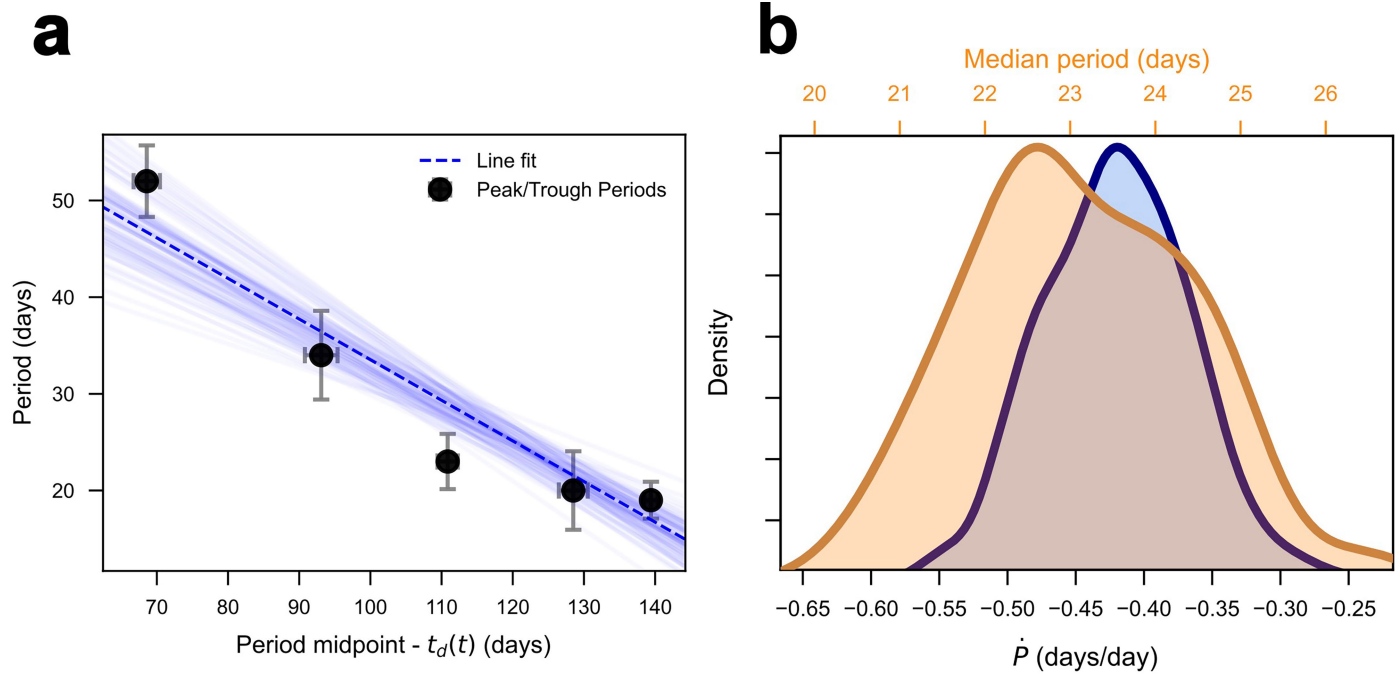 a
b
Median period (days)
20 21 22 23 24 25 26
Line fit
Peak/Trough Periods
50
40
30
20
Period (days)
70 80 90 100 110 120 130 140
Period midpoint - t_d(t) (days)
Density
−0.65 −0.60 −0.55 −0.50 −0.45 −0.40 −0.35 −0.30 −0.25
Ṗ (days/day)